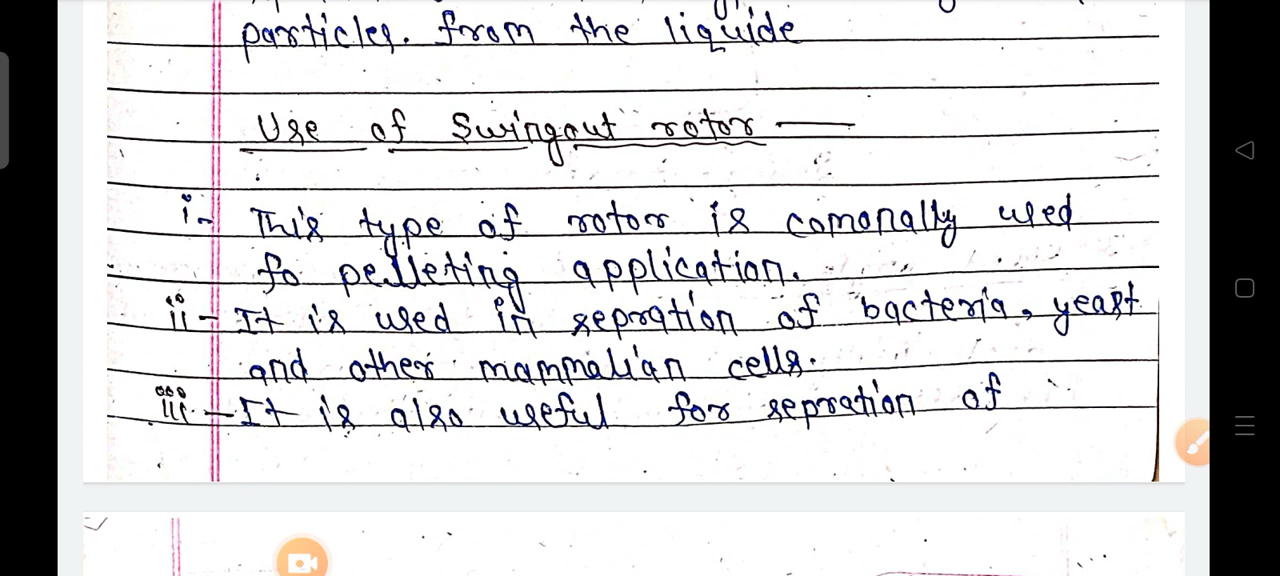 particles. from the liquide
Use of Swingout rotor —
i- This type of rotor is comonally used
fo pelleting application.
ii- It is used in sepration of bacteria, yeast
and other mammalian cells.
iii- It is also useful for sepration of